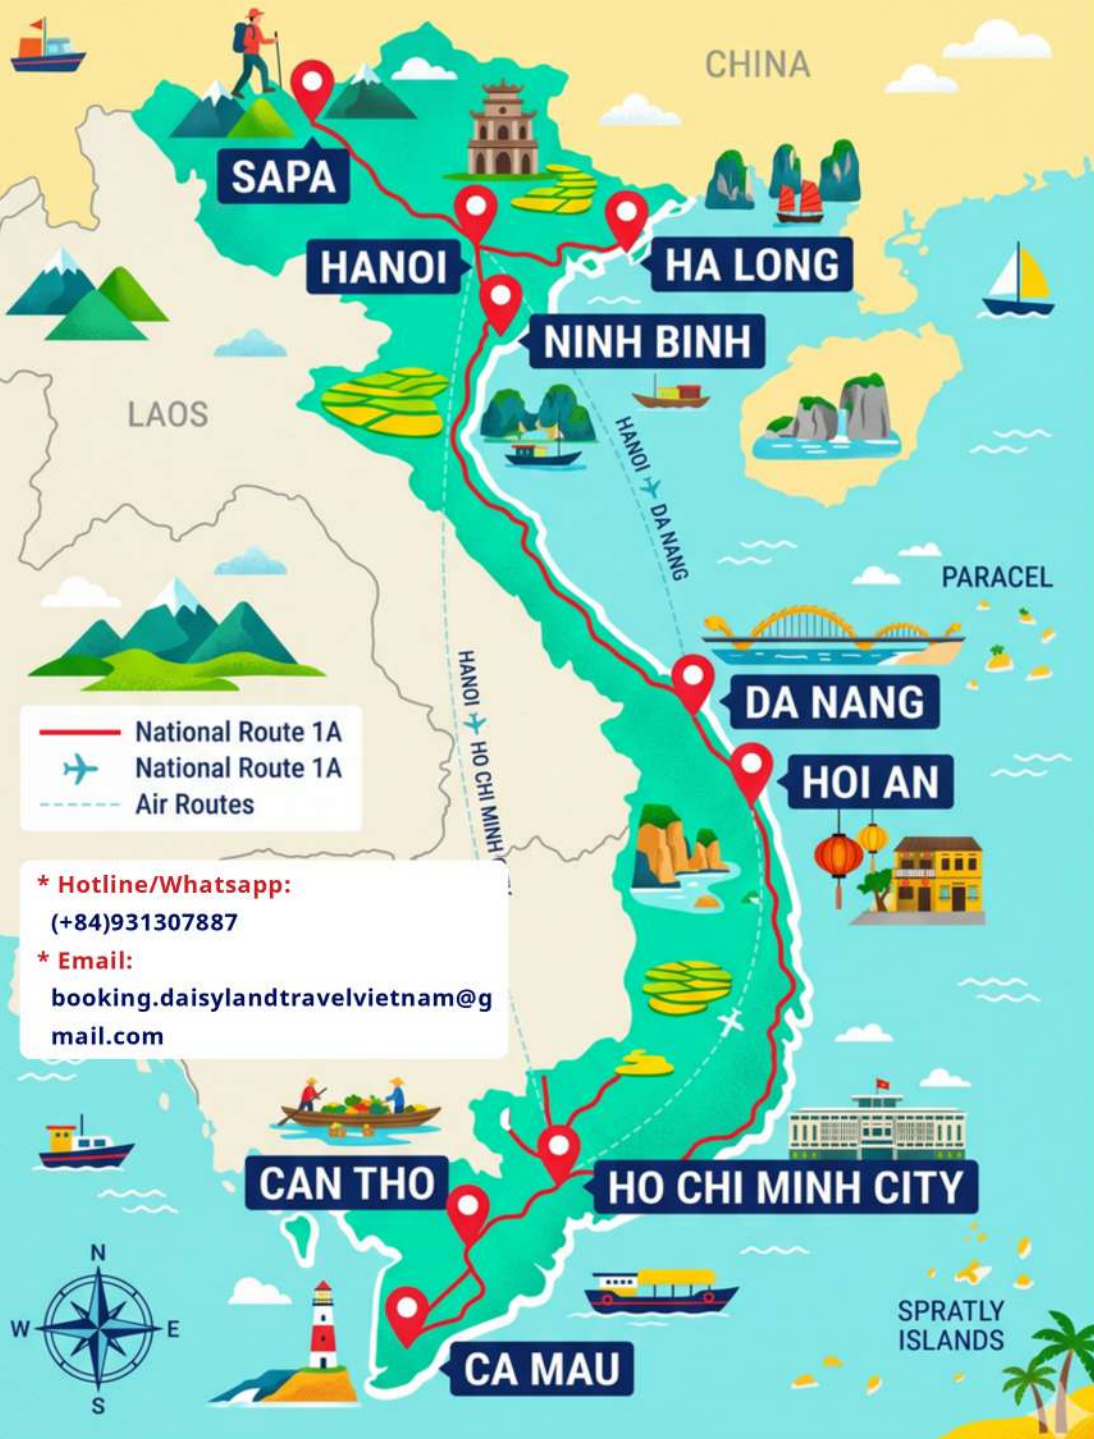 CHINA
SAPA
HANOI
HA LONG
NINH BINH
LAOS
HANOI DA NANG
PARACEL
HANOI HO CHI MINH
DA NANG
National Route 1A
National Route 1A
Air Routes
HOI AN
* Hotline/Whatsapp:
(+84)931307887
* Email:
booking.daisylandtravelvietnam@g
mail.com
CAN THO
HO CHI MINH CITY
N
W
E
S
SPRATLY
ISLANDS
CA MAU